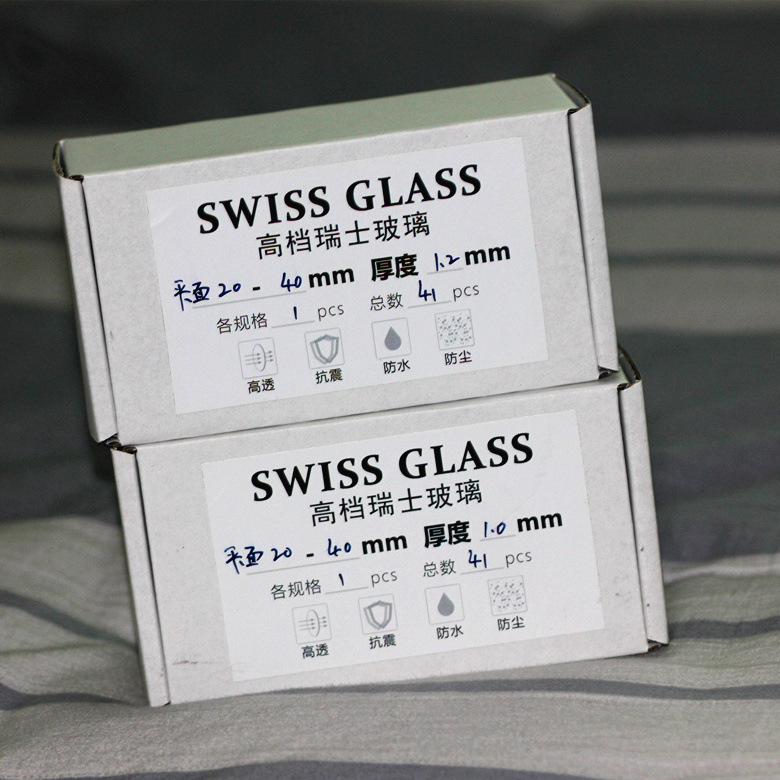 SWISS GLASS
高档瑞士玻璃
平面 20 - 40 mm 厚度 1.2 mm
各规格 1 pcs 总数 41 pcs
高透 抗震 防水 防尘
SWISS GLASS
高档瑞士玻璃
平面 20 - 40 mm 厚度 1.0 mm
各规格 1 pcs 总数 41 pcs
高透 抗震 防水 防尘